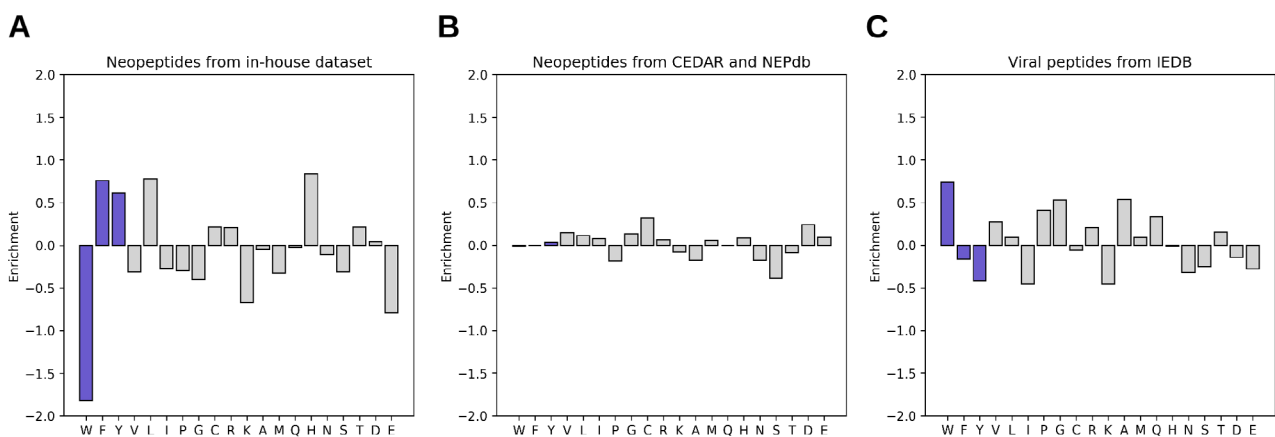 A
B
C
Neopeptides from in-house dataset
Neopeptides from CEDAR and NEPdb
Viral peptides from IEDB
Enrichment
2.0
1.5
1.0
0.5
0.0
−0.5
−1.0
−1.5
−2.0
W F Y V L I P G C R K A M Q H N S T D E
Enrichment
2.0
1.5
1.0
0.5
0.0
−0.5
−1.0
−1.5
−2.0
W F Y V L I P G C R K A M Q H N S T D E
Enrichment
2.0
1.5
1.0
0.5
0.0
−0.5
−1.0
−1.5
−2.0
W F Y V L I P G C R K A M Q H N S T D E